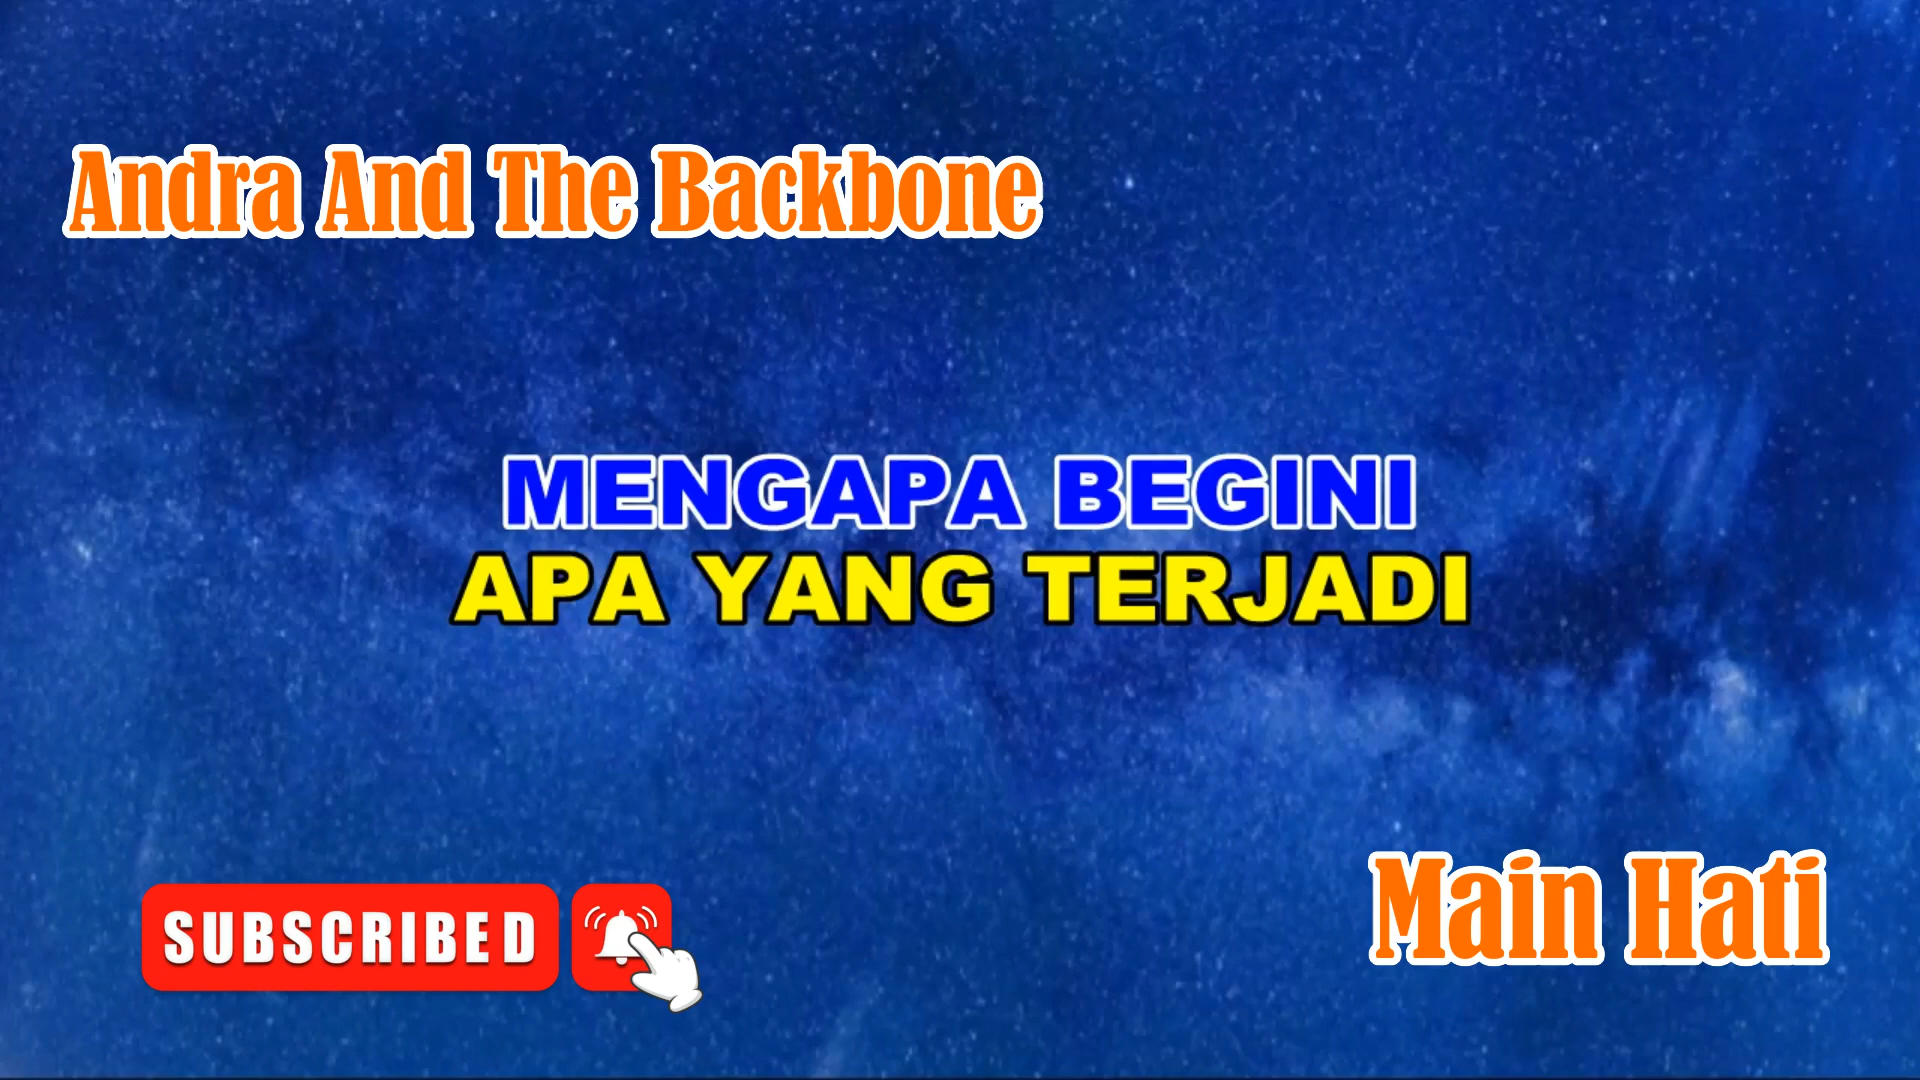 Andra And The Backbone
MENGAPA BEGINI
APA YANG TERJADI
Main Hati
SUBSCRIBED